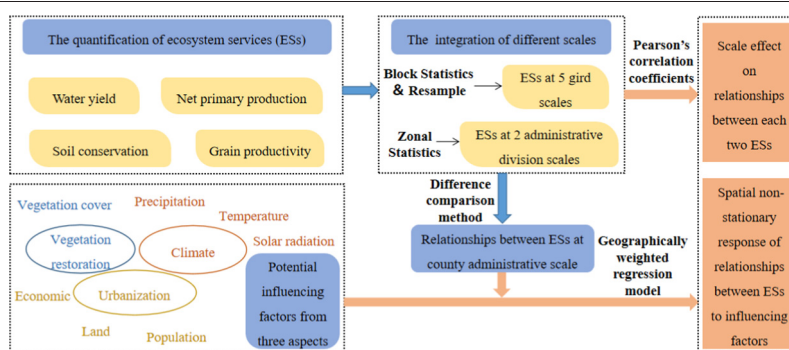 The quantification of ecosystem services (ESs)
Water yield
Net primary production
Soil conservation
Grain productivity
The integration of different scales
Block Statistics
& Resample
ESs at 5 gird
scales
Zonal
Statistics
ESs at 2 administrative
division scales
Pearson's
correlation
coefficients
Scale effect
on
relationships
between each
two ESs
Difference
comparison
method
Relationships between ESs at
county administrative scale
Geographically
weighted
regression
model
Spatial non-
stationary
response of
relationships
between ESs
to influencing
factors
Vegetation cover
Precipitation
Temperature
Solar radiation
Vegetation
restoration
Climate
Economic
Urbanization
Land
Population
Potential
influencing
factors from
three aspects